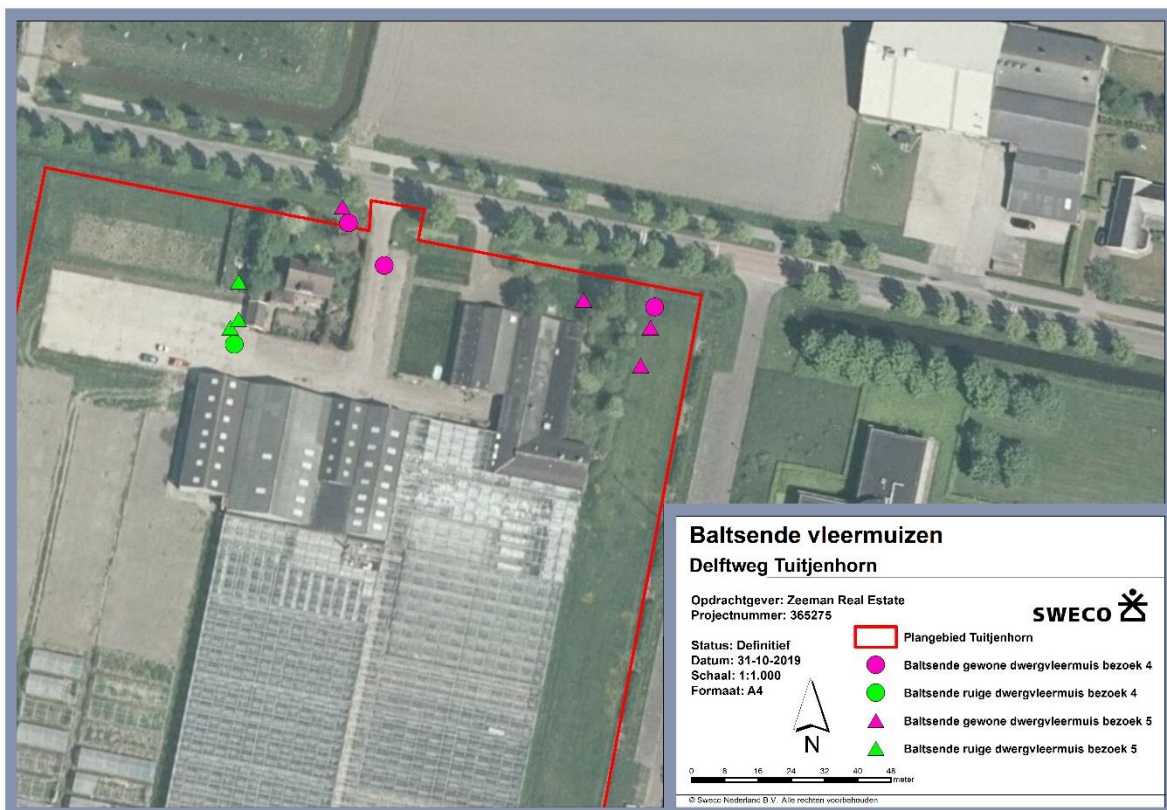 Baltsende vleermuizen
Delftweg Tuitjenhorn
Opdrachtgever: Zeeman Real Estate
Projectnummer: 365275
SWECO
Status: Definitief
Datum: 31-10-2019
Schaal: 1:1.000
Formaat: A4
Plangebied Tuitjenhorn
Baltsende gewone dwergvleermuis bezoek 4
Baltsende ruige dwergvleermuis bezoek 4
Baltsende gewone dwergvleermuis bezoek 5
Baltsende ruige dwergvleermuis bezoek 5
N
0 8 16 24 32 40 48
meter
© Sweco Nederland B.V. Alle rechten voorbehouden